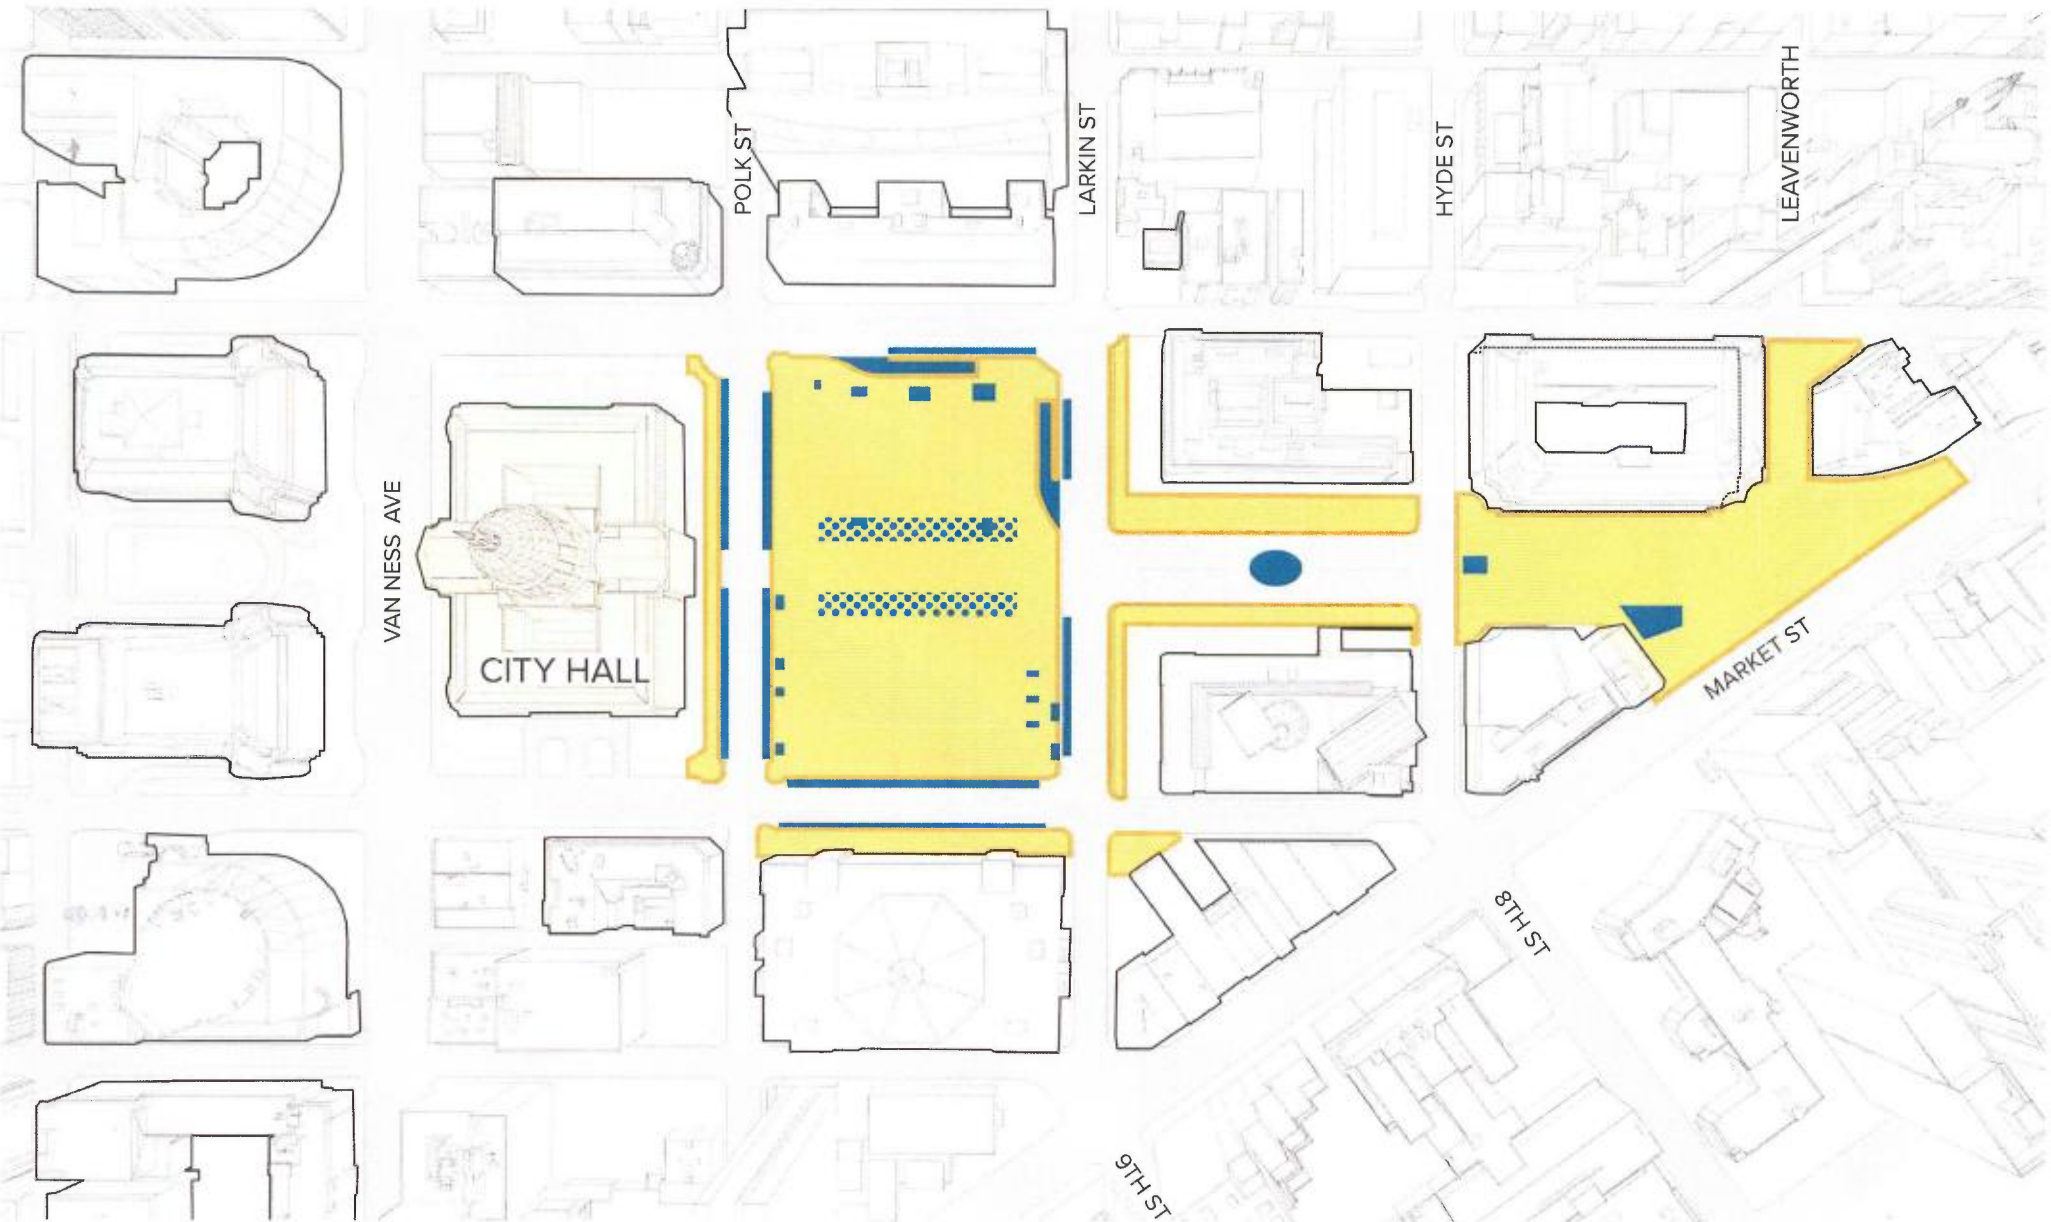 POLK ST
LARKIN ST
HYDE ST
LEAVENWORTH
VAN NESS AVE
CITY HALL
MARKET ST
8TH ST
9TH ST